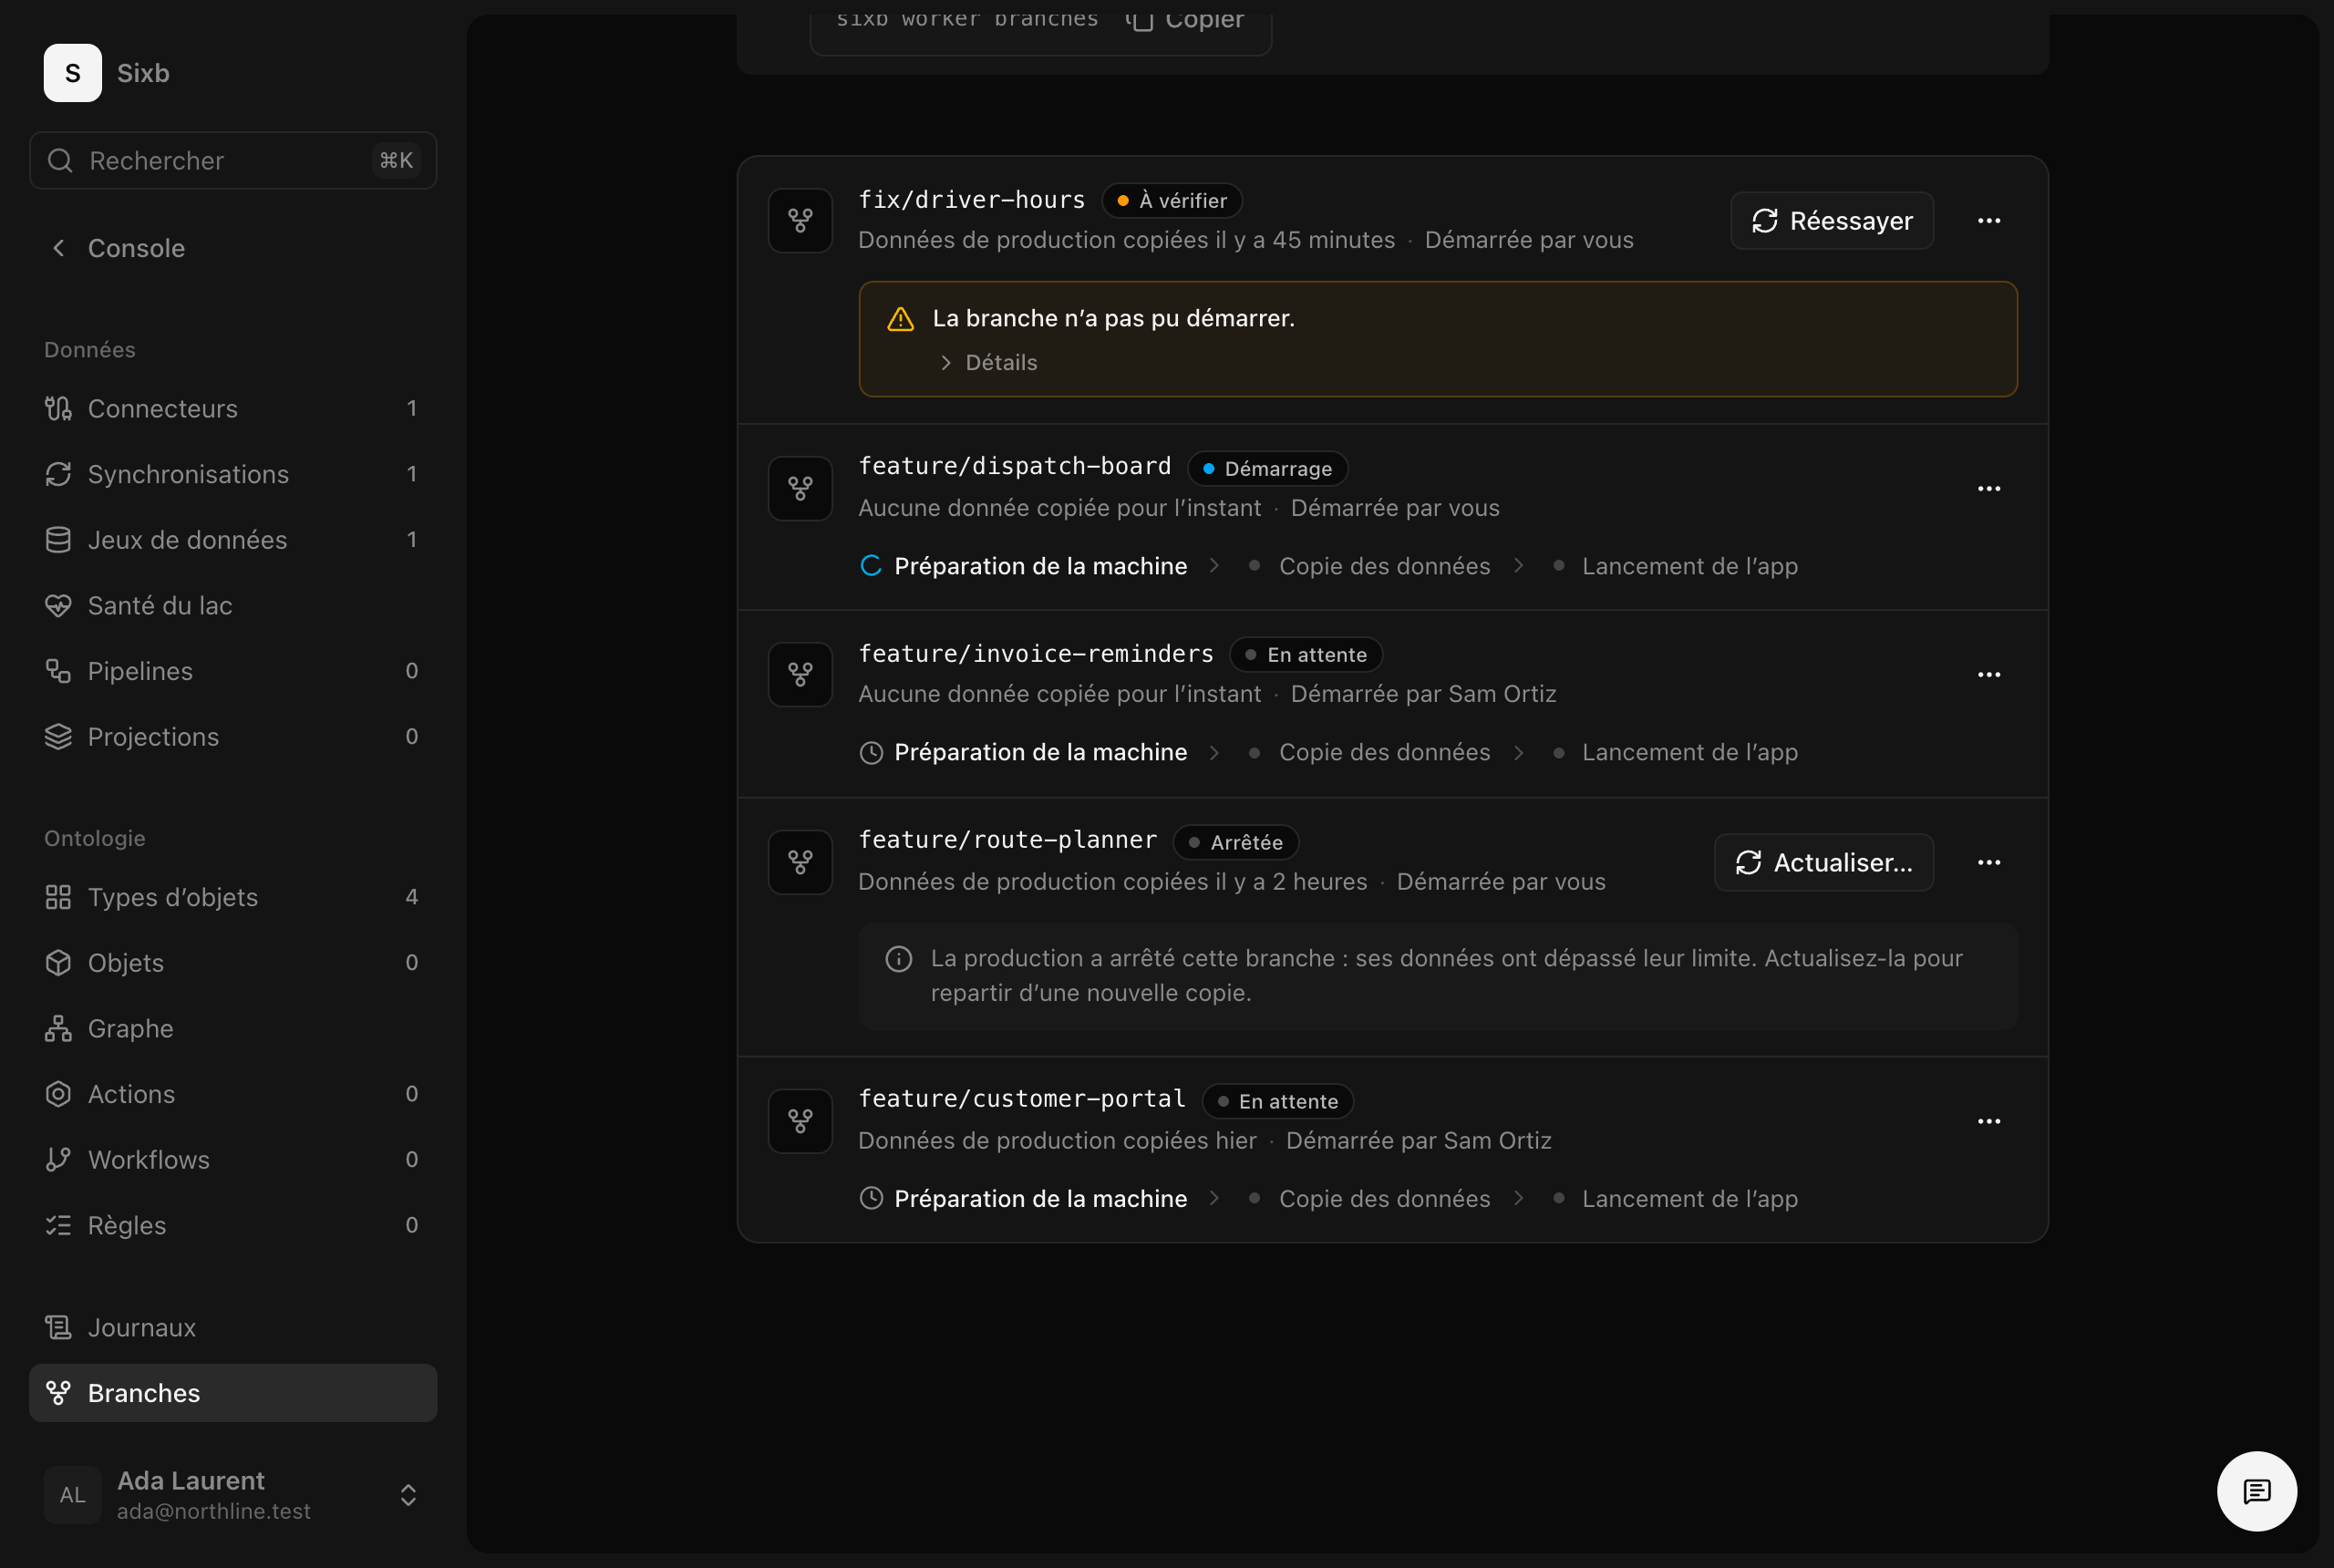 S Sixb
Rechercher ⌘K
Console
Données
Connecteurs 1
Synchronisations 1
Jeux de données 1
Santé du lac
Pipelines 0
Projections 0
Ontologie
Types d’objets 4
Objets 0
Graphe
Actions 0
Workflows 0
Règles 0
Journaux
Branches
AL Ada Laurent
ada@northline.test
sixb worker branches Copier
fix/driver-hours À vérifier
Données de production copiées il y a 45 minutes · Démarrée par vous
Réessayer
La branche n’a pas pu démarrer.
Détails
feature/dispatch-board Démarrage
Aucune donnée copiée pour l’instant · Démarrée par vous
Préparation de la machine Copie des données Lancement de l’app
feature/invoice-reminders En attente
Aucune donnée copiée pour l’instant · Démarrée par Sam Ortiz
Préparation de la machine Copie des données Lancement de l’app
feature/route-planner Arrêtée
Données de production copiées il y a 2 heures · Démarrée par vous
Actualiser…
La production a arrêté cette branche : ses données ont dépassé leur limite. Actualisez-la pour
repartir d’une nouvelle copie.
feature/customer-portal En attente
Données de production copiées hier · Démarrée par Sam Ortiz
Préparation de la machine Copie des données Lancement de l’app